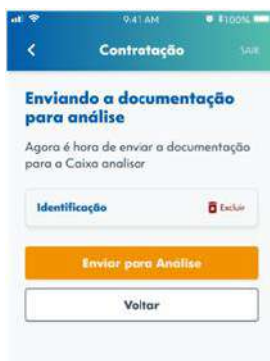 9:41 AM 100%
Contratação SAIR
Enviando a documentação
para análise
Agora é hora de enviar a documentação
para a Caixa analisar
Identificação Excluir
Enviar para Análise
Voltar